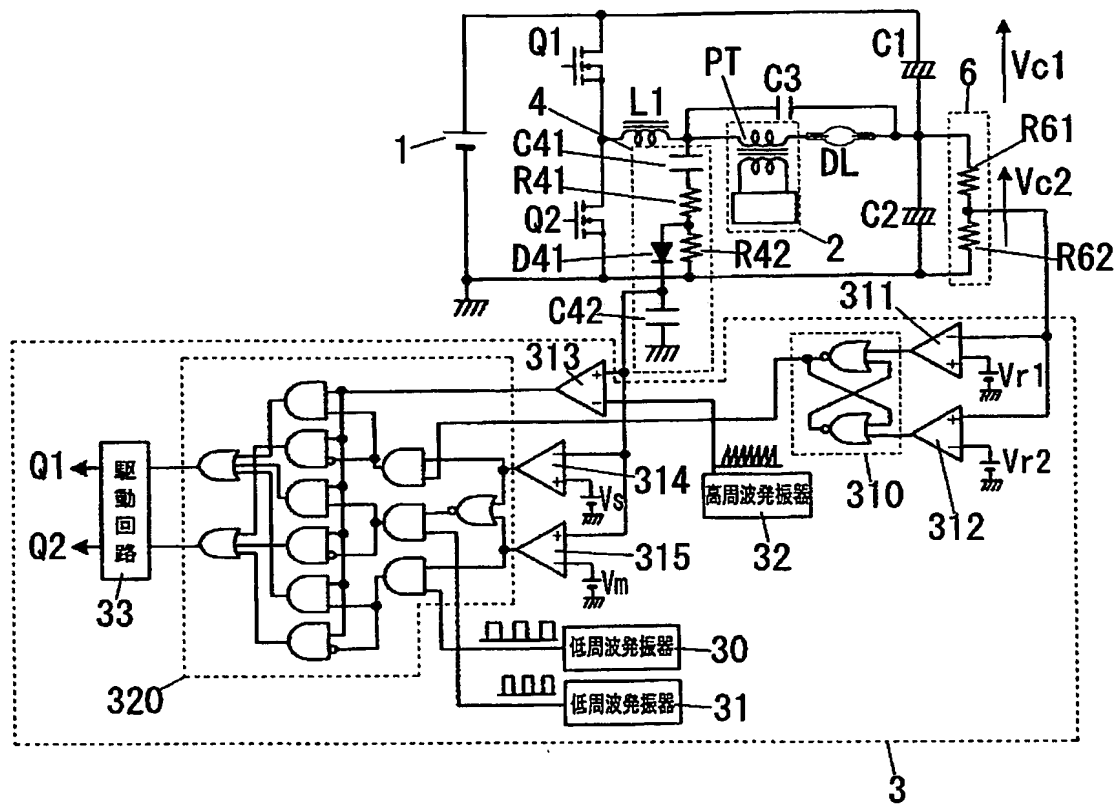 Q1
PT
C3
C1
Vc1
6
4
L1
R61
1
C41
DL
Vc2
R41
C2
Q2
2
R62
D41
R42
311
C42
313
+
-
-
+
Vr1
Q1
駆動回路
-
+
314
Vs
高周波発振器
310
+
-
Vr2
312
Q2
+
-
315
32
33
Vm
低周波発振器
30
320
低周波発振器
31
3